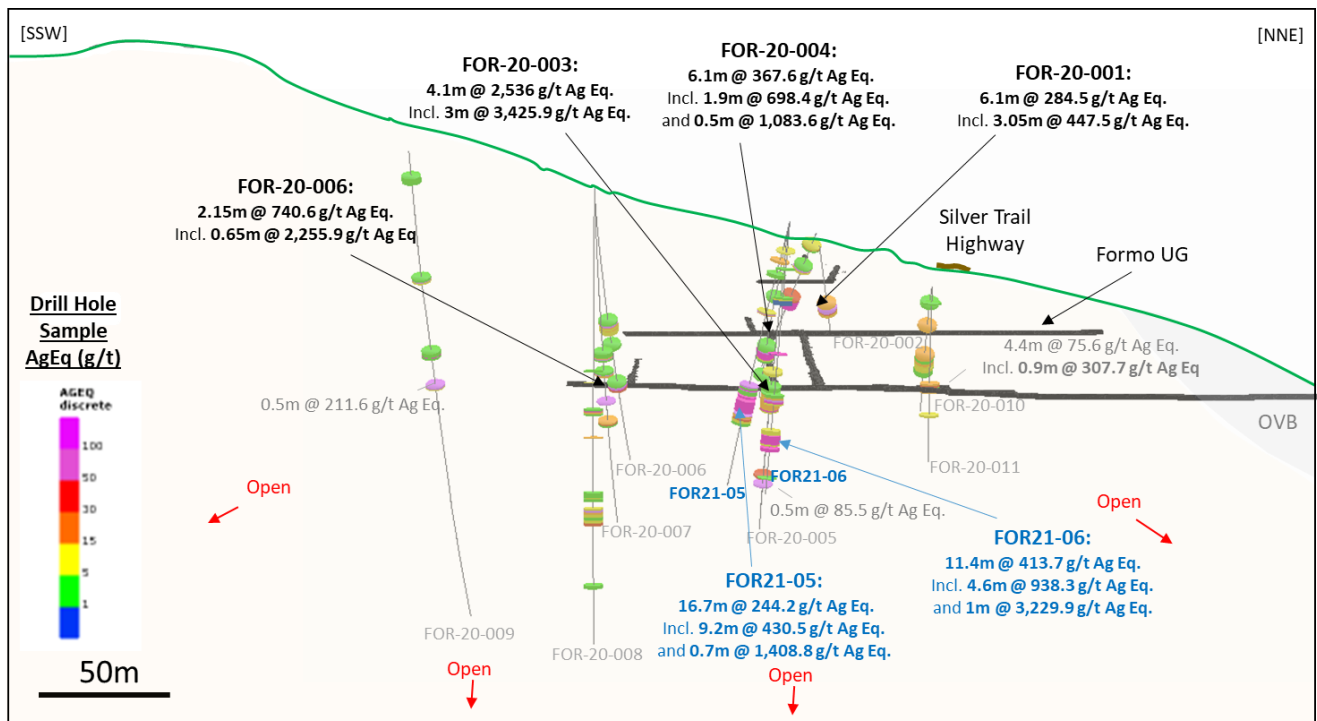 [SSW]
[NNE]
FOR-20-004:
6.1m @ 367.6 g/t Ag Eq.
Incl. 1.9m @ 698.4 g/t Ag Eq.
and 0.5m @ 1,083.6 g/t Ag Eq.
FOR-20-003:
4.1m @ 2,536 g/t Ag Eq.
Incl. 3m @ 3,425.9 g/t Ag Eq.
FOR-20-001:
6.1m @ 284.5 g/t Ag Eq.
Incl. 3.05m @ 447.5 g/t Ag Eq.
FOR-20-006:
2.15m @ 740.6 g/t Ag Eq.
Incl. 0.65m @ 2,255.9 g/t Ag Eq
Silver Trail
Highway
Formo UG
Drill Hole
Sample
AgEq (g/t)
AGEQ
discrete
100
50
30
15
5
1
50m
FOR-20-002
4.4m @ 75.6 g/t Ag Eq.
Incl. 0.9m @ 307.7 g/t Ag Eq
0.5m @ 211.6 g/t Ag Eq.
FOR-20-010
OVB
FOR-20-006
FOR-20-011
FOR21-06
FOR21-05
0.5m @ 85.5 g/t Ag Eq.
Open
Open
FOR-20-007
FOR-20-005
FOR21-06:
11.4m @ 413.7 g/t Ag Eq.
Incl. 4.6m @ 938.3 g/t Ag Eq.
and 1m @ 3,229.9 g/t Ag Eq.
FOR21-05:
16.7m @ 244.2 g/t Ag Eq.
Incl. 9.2m @ 430.5 g/t Ag Eq.
and 0.7m @ 1,408.8 g/t Ag Eq.
FOR-20-009
FOR-20-008
Open
Open